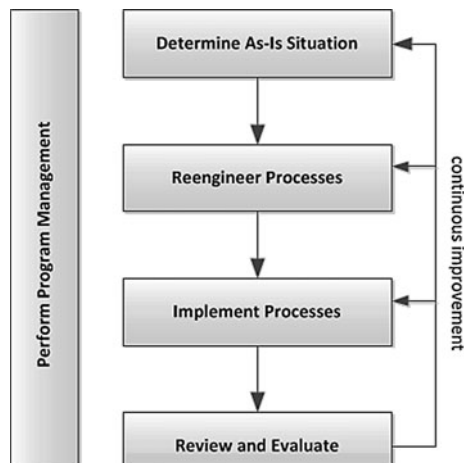 Perform Program Management
Determine As-Is Situation
Reengineer Processes
Implement Processes
Review and Evaluate
continuous improvement